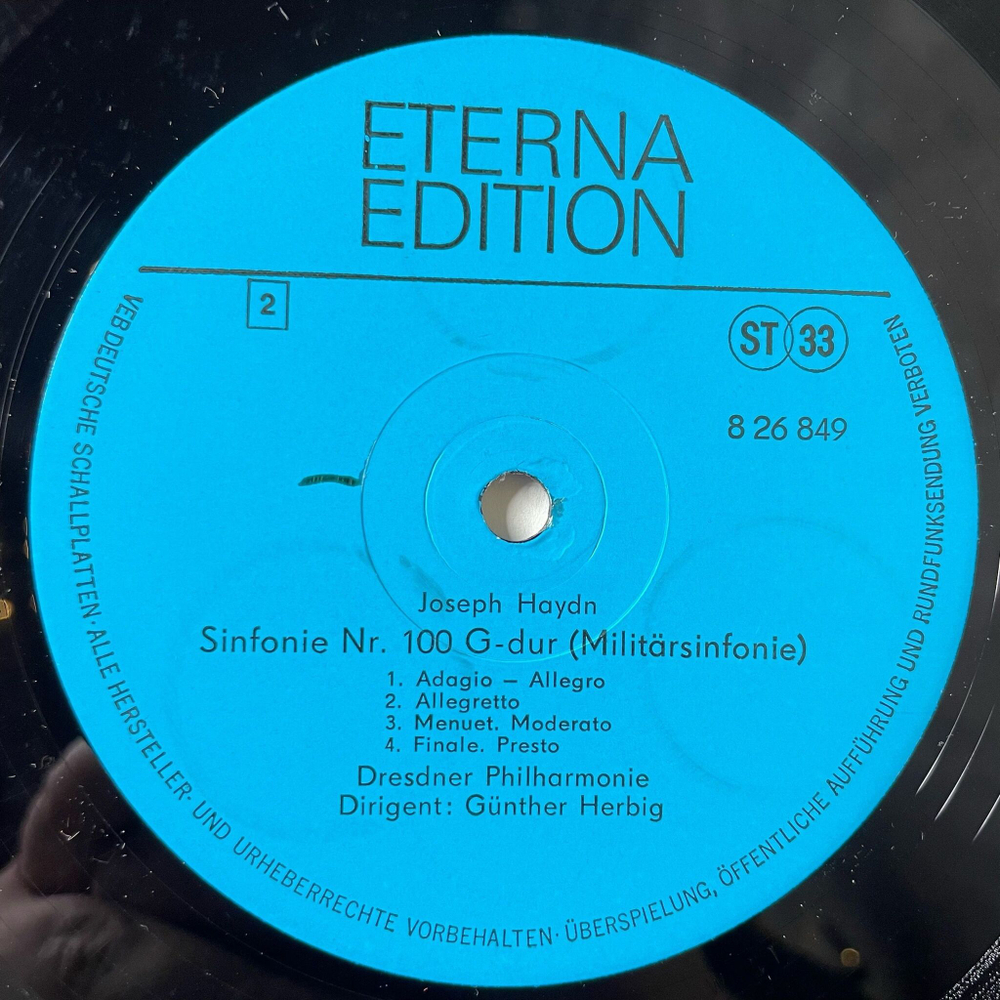 ETERNA
EDITION
2
ST 33
8 26 849
Joseph Haydn
Sinfonie Nr. 100 G-dur (Militärsinfonie)
1. Adagio – Allegro
2. Allegretto
3. Menuet. Moderato
4. Finale. Presto
Dresdner Philharmonie
Dirigent: Günther Herbig
VEB DEUTSCHE SCHALLPLATTEN · ALLE HERSTELLER- UND URHEBERRECHTE VORBEHALTEN · ÜBERSPIELUNG, ÖFFENTLICHE AUFFÜHRUNG UND RUNDFUNKSENDUNG VERBOTEN